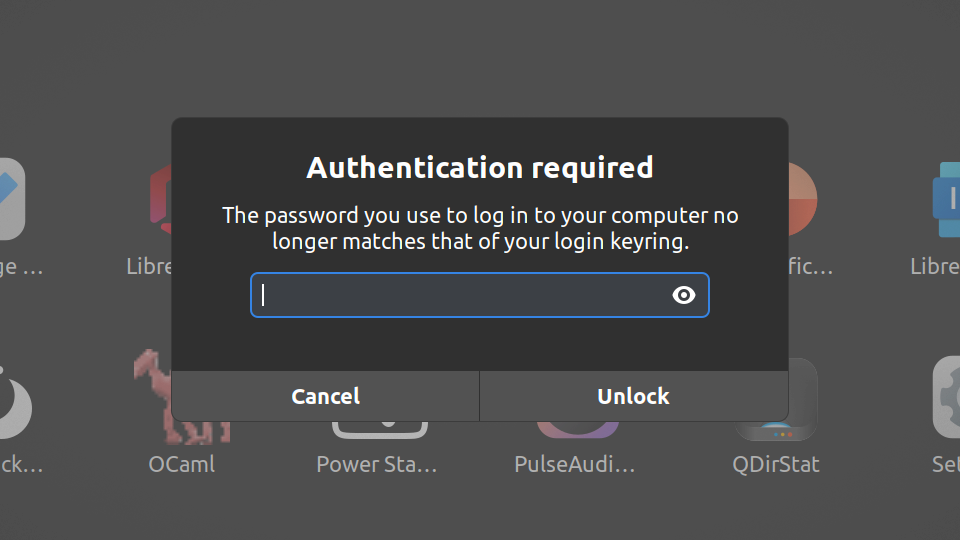 Authentication required
The password you use to log in to your computer no
longer matches that of your login keyring.
Cancel
Unlock
ge ...
Libre
fic...
Libre
ck...
OCaml
Power Sta...
PulseAudi...
QDirStat
Set